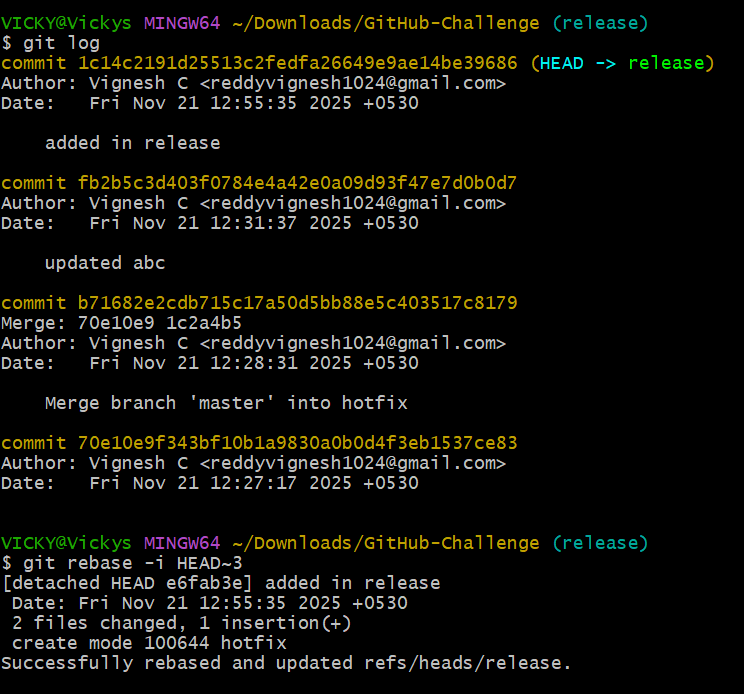 VICKY@Vickys MINGW64 ~/Downloads/GitHub-Challenge (release)
$ git log
commit 1c14c2191d25513c2fedfa26649e9ae14be39686 (HEAD -> release)
Author: Vignesh C <reddyvignesh1024@gmail.com>
Date:   Fri Nov 21 12:55:35 2025 +0530

    added in release

commit fb2b5c3d403f0784e4a42e0a09d93f47e7d0b0d7
Author: Vignesh C <reddyvignesh1024@gmail.com>
Date:   Fri Nov 21 12:31:37 2025 +0530

    updated abc

commit b71682e2cdb715c17a50d5bb88e5c403517c8179
Merge: 70e10e9 1c2a4b5
Author: Vignesh C <reddyvignesh1024@gmail.com>
Date:   Fri Nov 21 12:28:31 2025 +0530

    Merge branch 'master' into hotfix

commit 70e10e9f343bf10b1a9830a0b0d4f3eb1537ce83
Author: Vignesh C <reddyvignesh1024@gmail.com>
Date:   Fri Nov 21 12:27:17 2025 +0530

VICKY@Vickys MINGW64 ~/Downloads/GitHub-Challenge (release)
$ git rebase -i HEAD~3
[detached HEAD e6fab3e] added in release
 Date: Fri Nov 21 12:55:35 2025 +0530
 2 files changed, 1 insertion(+)
 create mode 100644 hotfix
Successfully rebased and updated refs/heads/release.